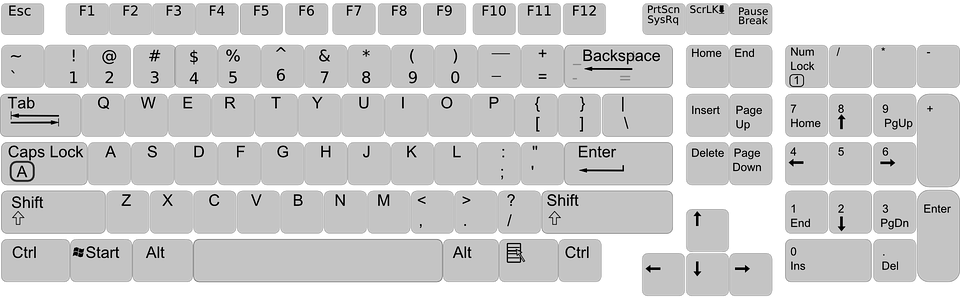 Esc F1 F2 F3 F4 F5 F6 F7 F8 F9 F10 F11 F12 PrtScn ScrLK Pause
SysRq Break
~ ! @ # $ % ^ & * ( ) — + Backspace Home End Num / * -
` 1 2 3 4 5 6 7 8 9 0 – = Lock
1
Tab Q W E R T Y U I O P { } | Insert Page 7 8 9 +
[ ] \ Up Home PgUp
Caps Lock A S D F G H J K L : " Enter Delete Page 4 5 6
A ; ' Down
Shift Z X C V B N M < > ? Shift 1 2 3 Enter
, . / End PgDn
Ctrl Start Alt Alt Ctrl 0 .
Ins Del